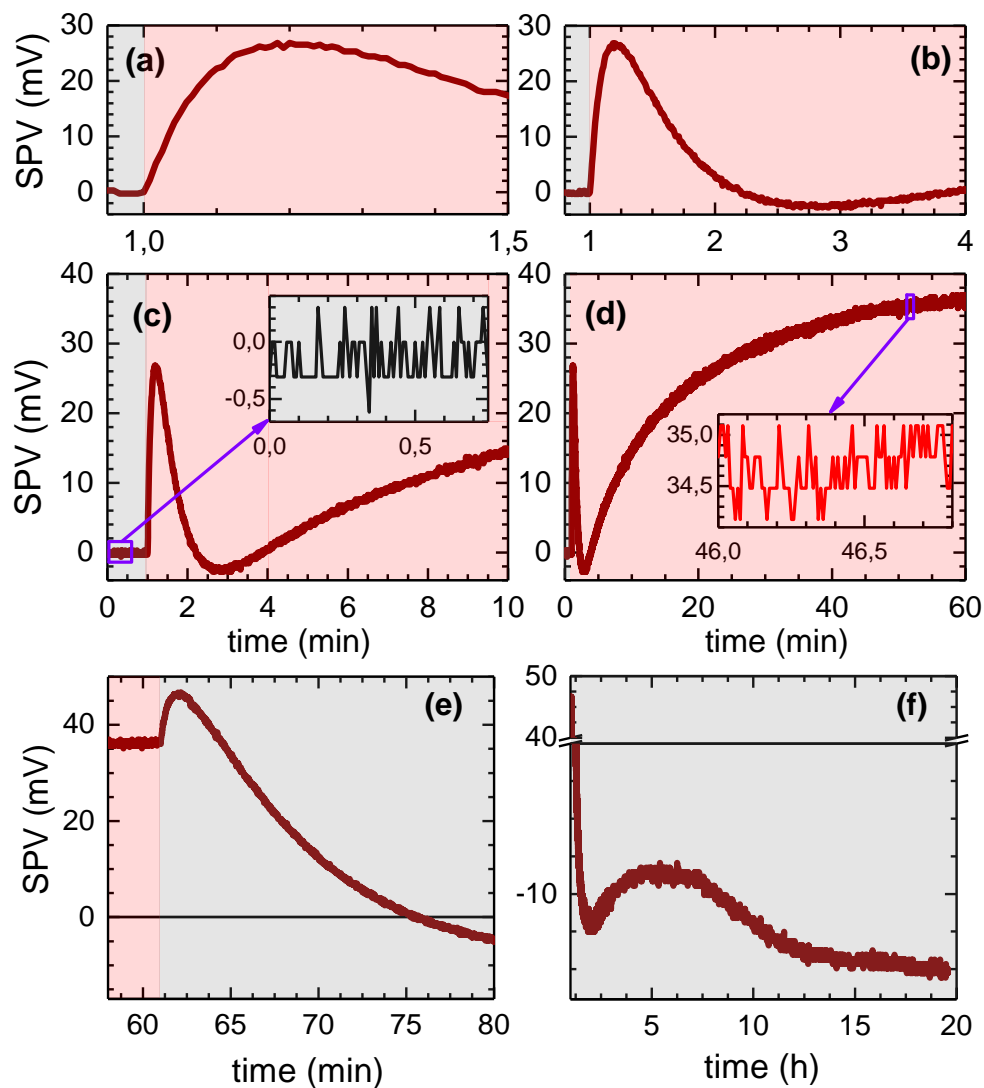 (a)
SPV (mV)
30
20
10
0
1,0 1,5
(b)
30
20
10
0
1 2 3 4
(c)
SPV (mV)
40
30
20
10
0
0 2 4 6 8 10
time (min)
0,0
-0,5
0,0 0,5
(d)
40
30
20
10
0
0 20 40 60
time (min)
35,0
34,5
46,0 46,5
(e)
SPV (mV)
40
20
0
60 65 70 75 80
time (min)
(f)
50
40
-10
5 10 15 20
time (h)